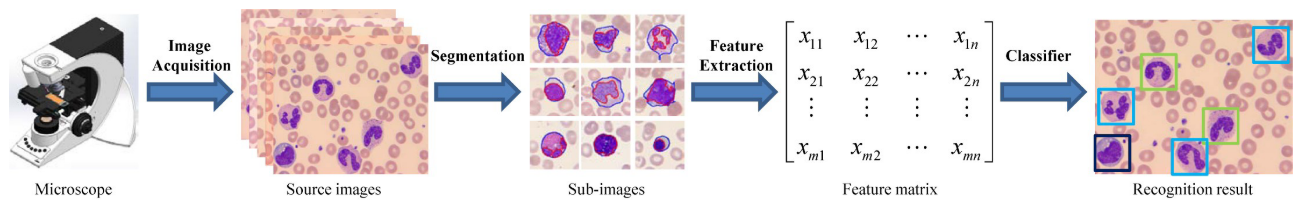 Image
Acquisition
Segmentation
Feature
Extraction
Classifier
x11 x12 ⋯ x1n
x21 x22 ⋯ x2n
⋮ ⋮ ⋮ ⋮
xm1 xm2 ⋯ xmn
Microscope
Source images
Sub-images
Feature matrix
Recognition result